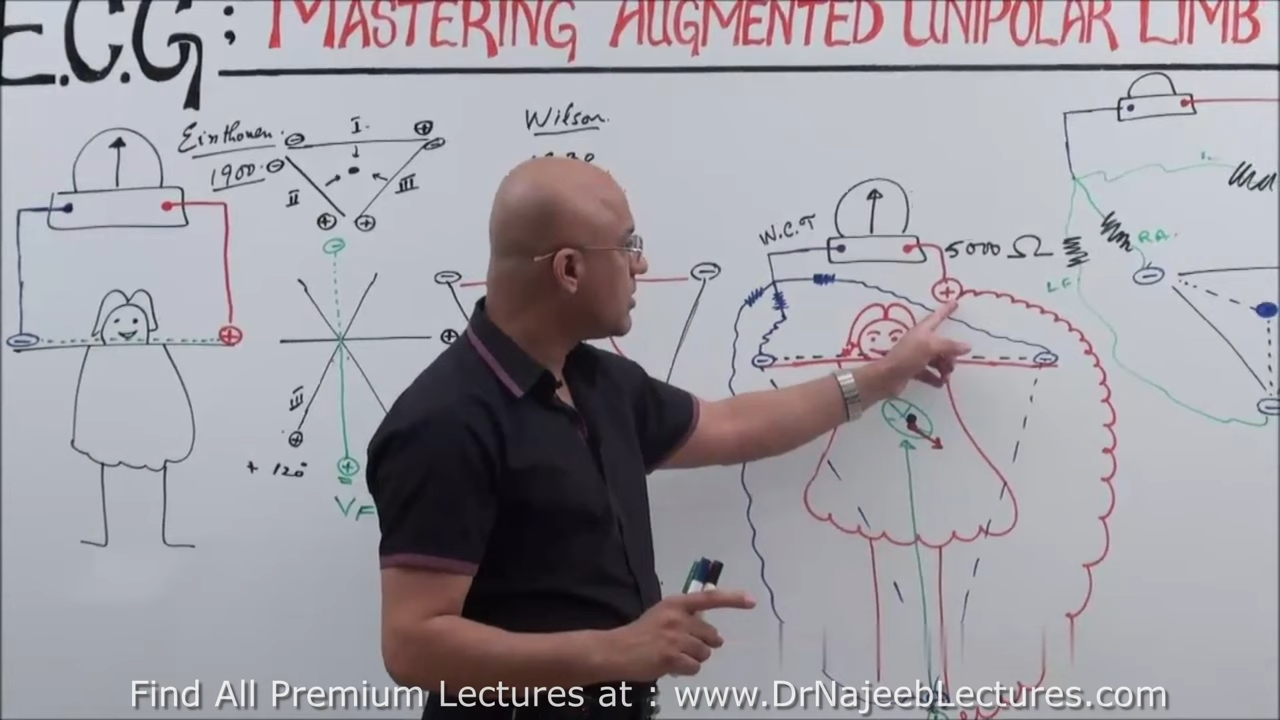 E.C.G: MASTERING AUGMENTED UNIPOLAR LIMB
Einthoven.
1900.
I.
II
III
III
+ 120°
VF
Wilson.
W.C.T
5000 Ω
RA.
LF
Find All Premium Lectures at : www.DrNajeebLectures.com